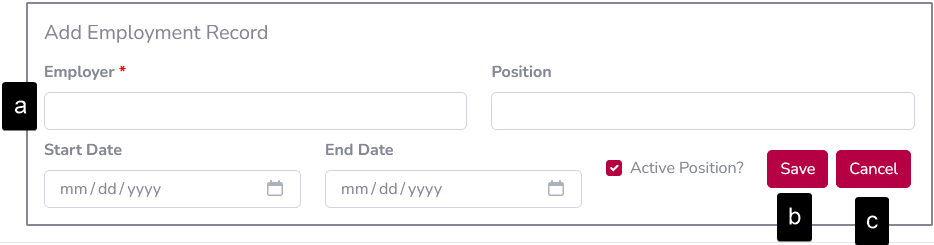 Add Employment Record
Employer * Position
a
Start Date End Date
mm/dd/yyyy mm/dd/yyyy Active Position? Save Cancel
b c